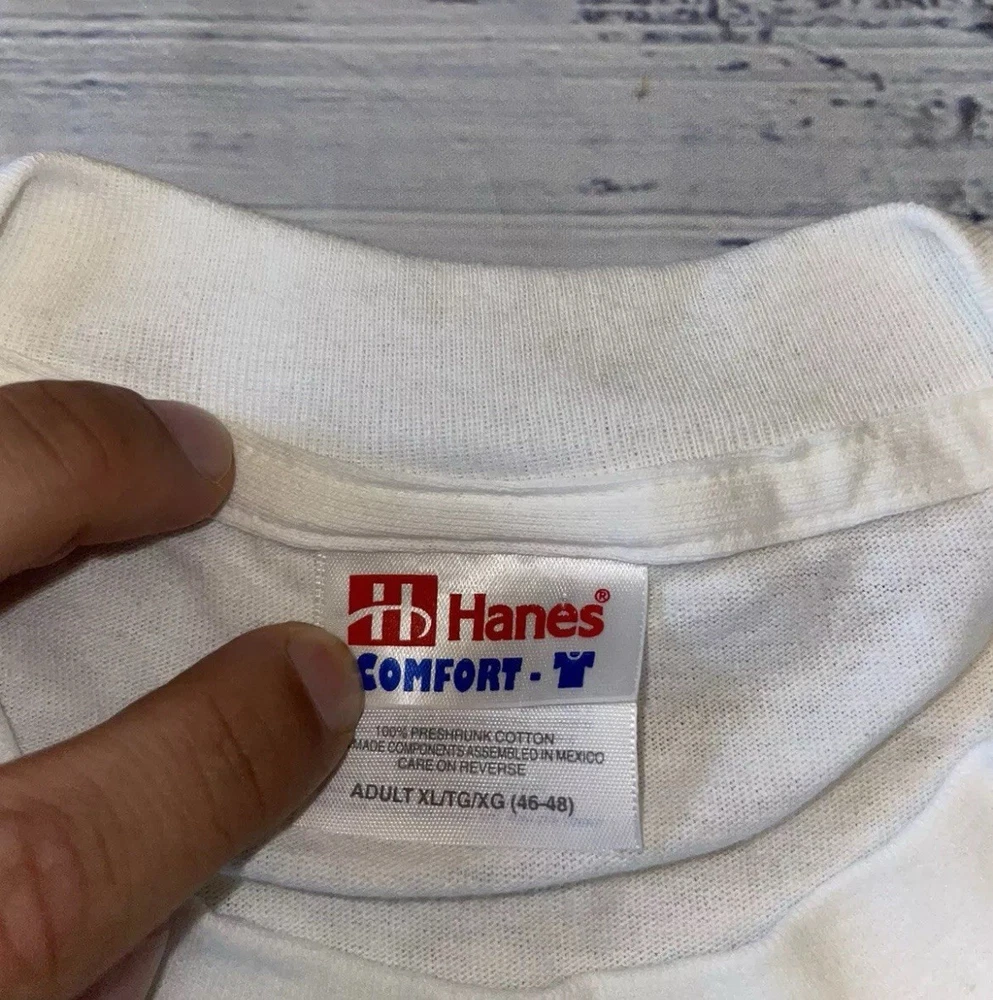 Hanes®
COMFORT -
100% PRESHRUNK COTTON
MADE COMPONENTS ASSEMBLED IN MEXICO
CARE ON REVERSE
ADULT XL/TG/XG (46-48)